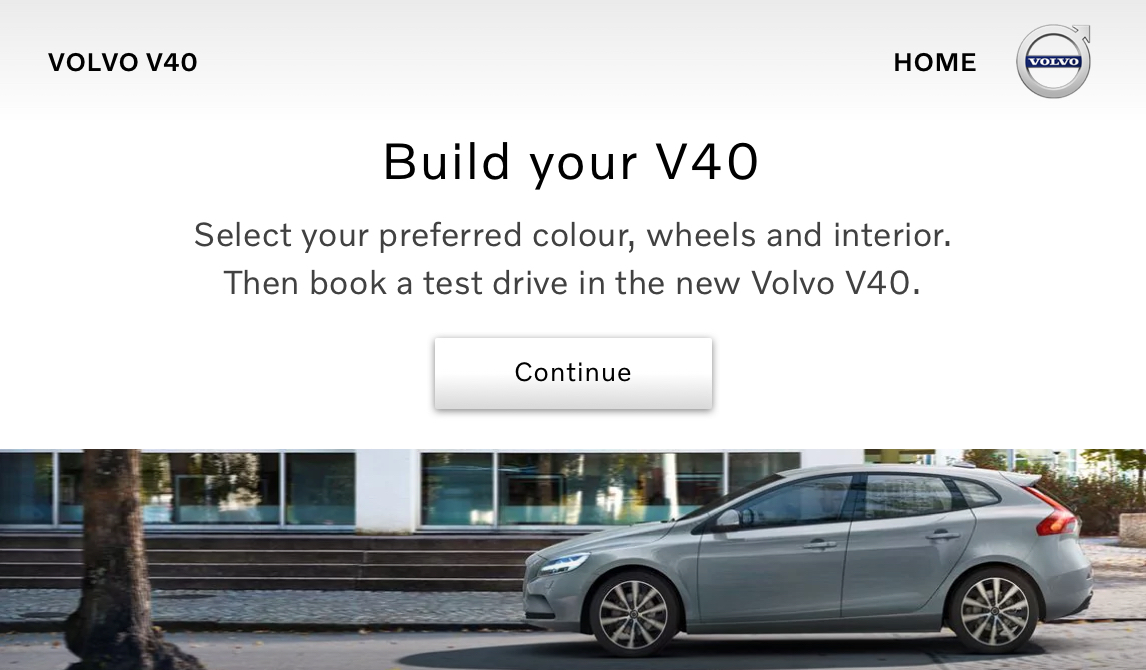 VOLVO V40
HOME
VOLVO
Build your V40
Select your preferred colour, wheels and interior.
Then book a test drive in the new Volvo V40.
Continue